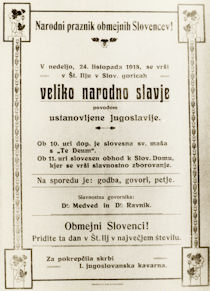 Narodni praznik obmejnih Slovencev!
V nedeljo, 24. listopada 1918, se vrši
v Št. Ilju v Slov. goricah
veliko narodno slavje
povodom
ustanovljene Jugoslavije.
Ob 10. uri dop. je slovesna sv. maša
s „Te Deum“.
Ob 11. uri slovesen obhod k Slov. Domu,
kjer se vrši slavnostno zborovanje.
Na sporedu je: godba, govori, petje.
Slavnostna govornika:
Dr. Medved in Dr. Ravnik.
Obmejni Slovenci!
Pridite ta dan v Št. Ilj v največjem številu.
Za pokrepčila skrbi
I. jugoslovanska kavarna.